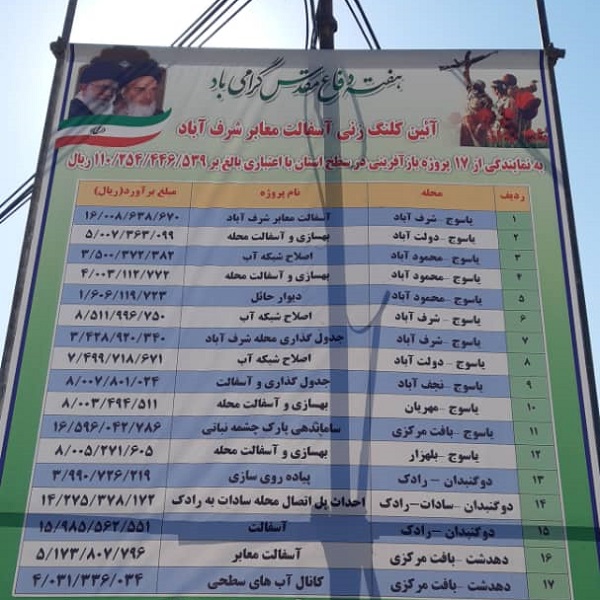 هفته دفاع مقدس گرامی باد
آئین کلنگ زنی آسفالت معابر شرف آباد
به نمایندگی از ۱۷ پروژه بازآفرینی در سطح استان با اعتباری بالغ بر ۱۱۰/۲۵۴/۴۴۶/۵۳۹ ریال
ردیف محله نام پروژه مبلغ برآورد(ریال)
۱ یاسوج - شرف آباد آسفالت معابر شرف آباد ۱۶/۰۰۸/۶۳۸/۶۷۰
۲ یاسوج - دولت آباد بهسازی و آسفالت محله ۵/۰۰۷/۳۶۳/۰۹۹
۳ یاسوج - محمود آباد اصلاح شبکه آب ۳/۵۰۰/۳۷۲/۳۸۲
۴ یاسوج - محمود آباد بهسازی و آسفالت محله ۴/۰۰۳/۱۱۲/۷۷۲
۵ یاسوج - محمود آباد دیوار حائل ۱/۶۰۶/۱۱۹/۷۲۳
۶ یاسوج - شرف آباد اصلاح شبکه آب ۸/۵۱۱/۹۹۶/۷۵۰
۷ یاسوج - شرف آباد جدول گذاری محله شرف آباد ۳/۴۲۸/۹۲۰/۳۴۰
۸ یاسوج - دولت آباد اصلاح شبکه آب ۷/۴۹۹/۷۱۸/۶۷۱
۹ یاسوج - نجف آباد جدول گذاری و آسفالت ۸/۰۰۷/۸۰۱/۰۲۴
۱۰ یاسوج - مهریان بهسازی و آسفالت محله ۸/۰۰۳/۴۹۴/۵۱۱
۱۱ یاسوج - بافت مرکزی ساماندهی پارک چشمه نباتی ۱۶/۵۹۶/۰۴۲/۷۸۶
۱۲ یاسوج - بلهزار بهسازی و آسفالت محله ۸/۰۰۵/۲۷۱/۶۰۵
۱۳ دوگنبدان - رادک پیاده روی سازی ۳/۹۹۰/۷۲۶/۲۱۹
۱۴ دوگنبدان - سادات - رادک احداث پل اتصال محله سادات به رادک ۱۴/۲۷۵/۳۷۸/۱۷۲
۱۵ دوگنبدان - رادک آسفالت ۱۵/۹۸۵/۵۶۲/۵۵۱
۱۶ دهدشت - بافت مرکزی آسفالت معابر ۵/۱۷۳/۸۰۷/۷۹۶
۱۷ دهدشت - بافت مرکزی کانال آب های سطحی ۴/۰۳۱/۳۳۶/۰۳۴